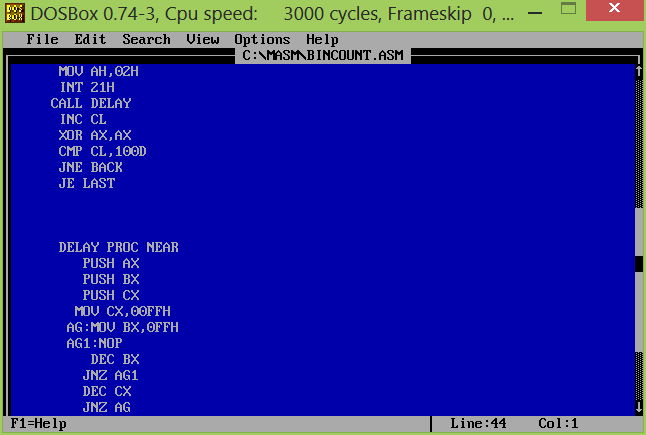 DOS BOX DOSBox 0.74-3, Cpu speed: 3000 cycles, Frameskip 0, ...
File Edit Search View Options Help
C:\MASM\BINCOUNT.ASM
MOV AH,02H
INT 21H
CALL DELAY
INC CL
XOR AX,AX
CMP CL,100D
JNE BACK
JE LAST
DELAY PROC NEAR
PUSH AX
PUSH BX
PUSH CX
MOV CX,00FFH
AG:MOV BX,0FFH
AG1:NOP
DEC BX
JNZ AG1
DEC CX
JNZ AG
F1=Help Line:44 Col:1